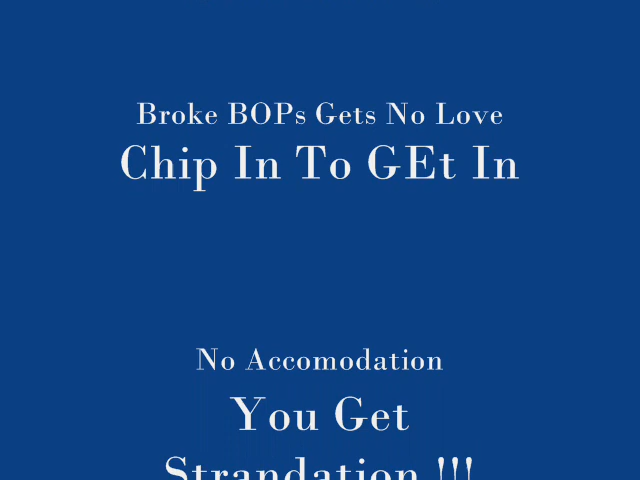 Broke BOPs Gets No Love
Chip In To GEt In
No Accomodation
You Get
Strandation !!!